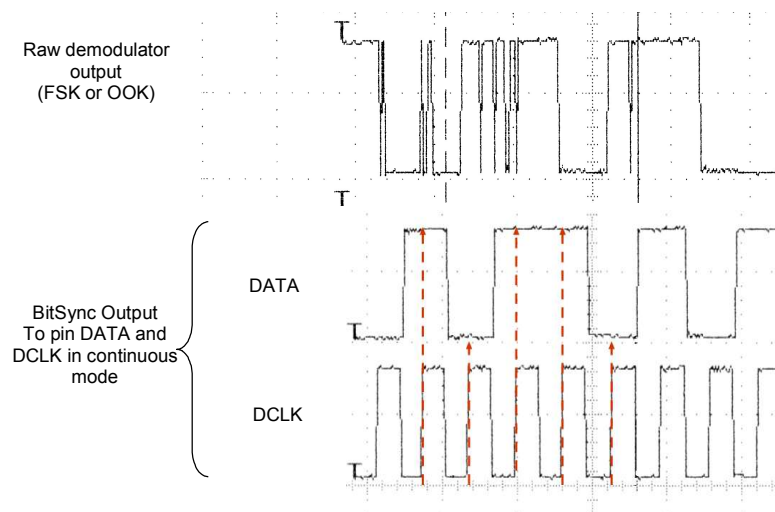 Raw demodulator
output
(FSK or OOK)
BitSync Output
To pin DATA and
DCLK in continuous
mode
DATA
DCLK